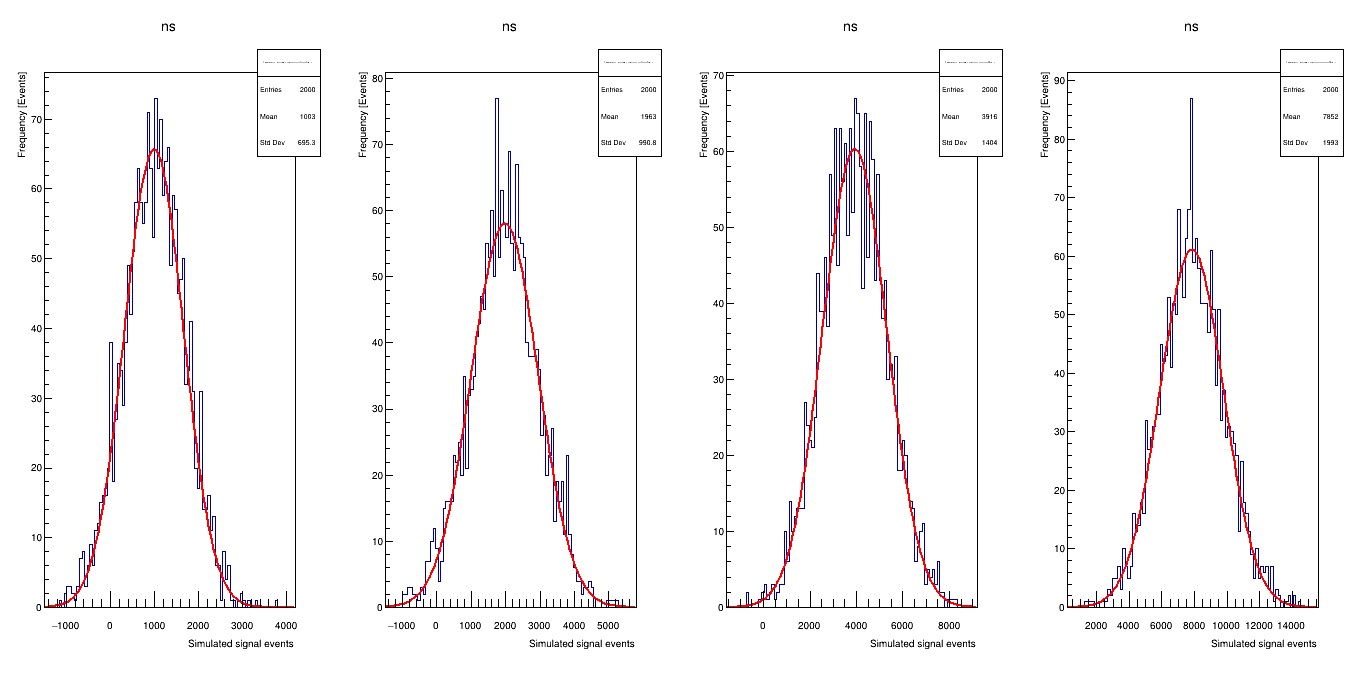 ns
Frequency [Events]
Entries 2000
Mean 1003
Std Dev 695.3
70
60
50
40
30
20
10
0
−1000 0 1000 2000 3000 4000
Simulated signal events
ns
Frequency [Events]
Entries 2000
Mean 1963
Std Dev 990.8
80
70
60
50
40
30
20
10
0
−1000 0 1000 2000 3000 4000 5000
Simulated signal events
ns
Frequency [Events]
Entries 2000
Mean 3916
Std Dev 1404
70
60
50
40
30
20
10
0
0 2000 4000 6000 8000
Simulated signal events
ns
Frequency [Events]
Entries 2000
Mean 7852
Std Dev 1993
90
80
70
60
50
40
30
20
10
0
2000 4000 6000 8000 10000 12000 14000
Simulated signal events